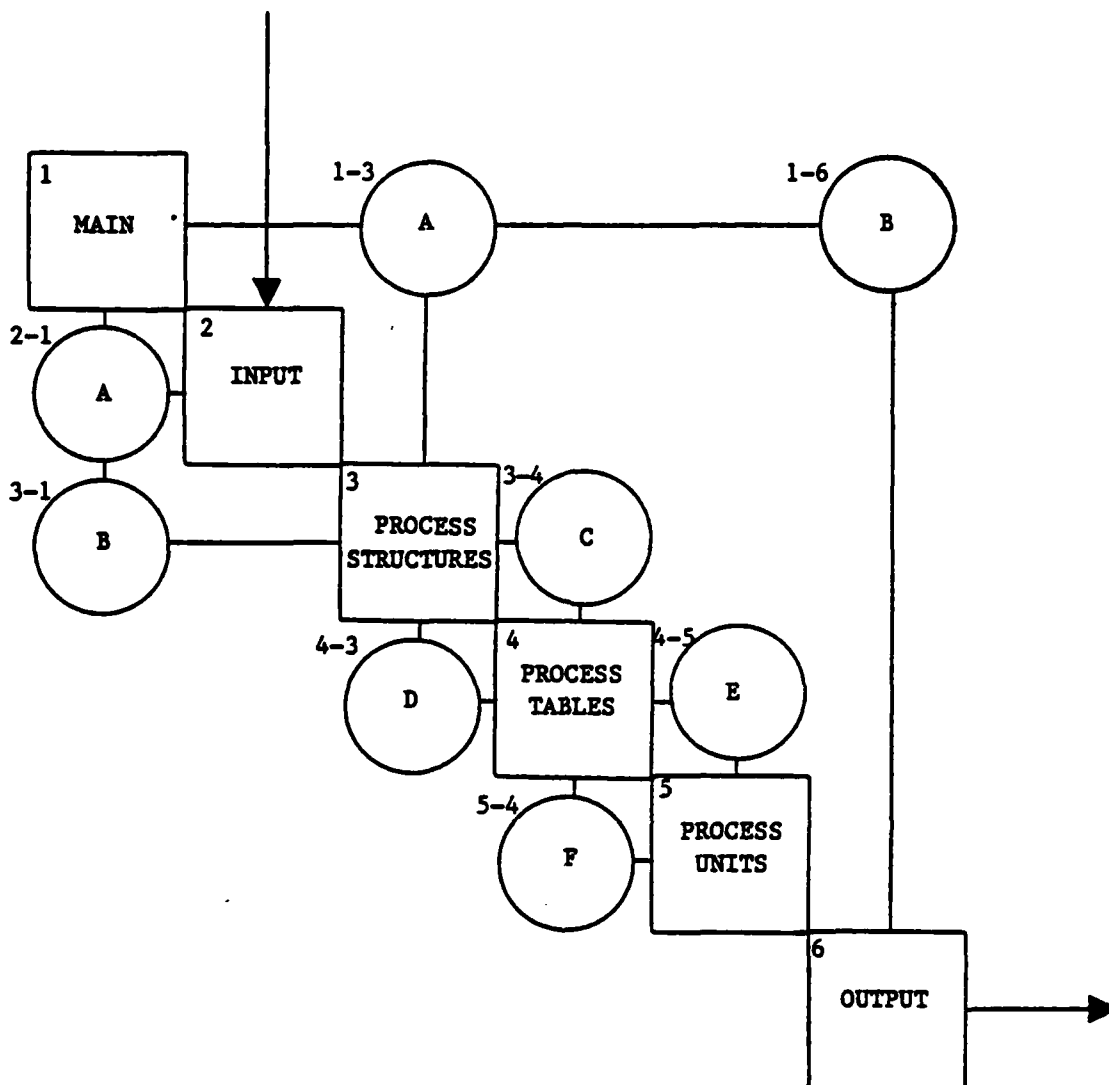 1
MAIN
1-3
A
1-6
B
2-1
A
2
INPUT
3-1
B
3
PROCESS
STRUCTURES
3-4
C
4-3
D
4
PROCESS
TABLES
4-5
E
5-4
F
5
PROCESS
UNITS
6
OUTPUT